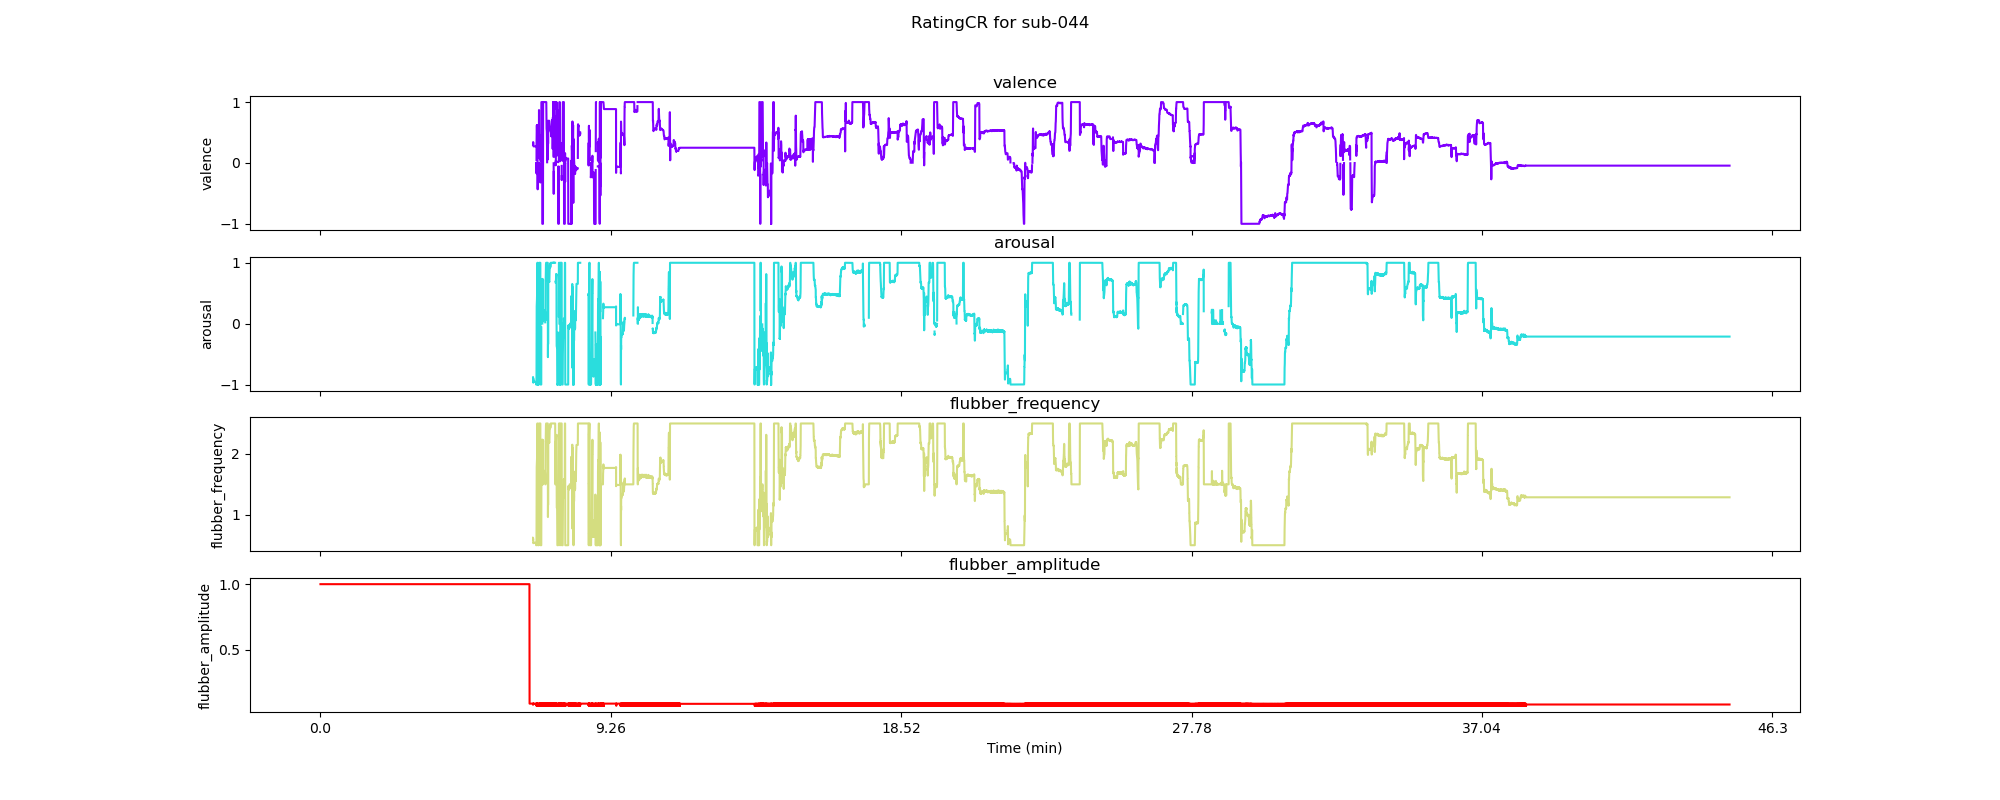 RatingCR for sub-044
valence
valence
1
0
−1
arousal
arousal
1
0
−1
flubber_frequency
flubber_frequency
2
1
flubber_amplitude
flubber_amplitude
1.0
0.5
0.0 9.26 18.52 27.78 37.04 46.3
Time (min)